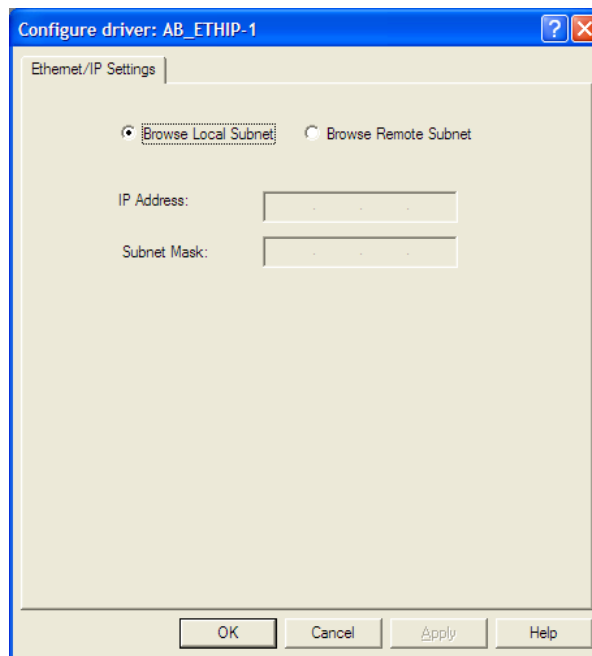 Configure driver: AB_ETHIP-1
Ethernet/IP Settings
Browse Local Subnet Browse Remote Subnet
IP Address:
Subnet Mask:
OK Cancel Apply Help